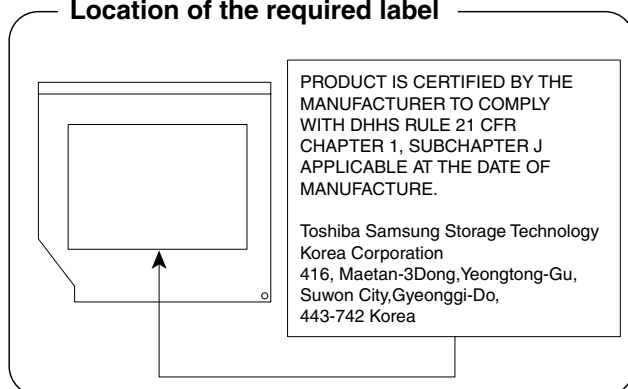 Location of the required label
PRODUCT IS CERTIFIED BY THE
MANUFACTURER TO COMPLY
WITH DHHS RULE 21 CFR
CHAPTER 1, SUBCHAPTER J
APPLICABLE AT THE DATE OF
MANUFACTURE.
Toshiba Samsung Storage Technology
Korea Corporation
416, Maetan-3Dong,Yeongtong-Gu,
Suwon City,Gyeonggi-Do,
443-742 Korea